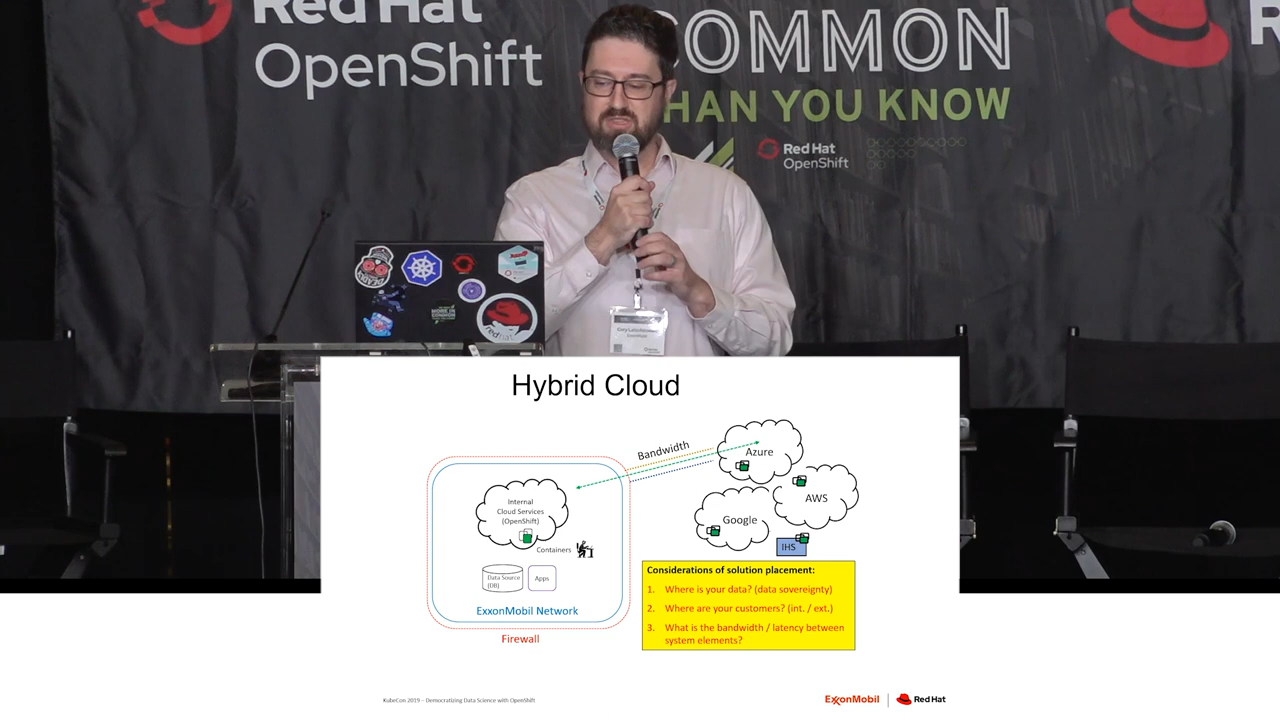 Red Hat
OpenShift
COMMON
THAN YOU KNOW
Red Hat
OpenShift
R
redhat
Hybrid Cloud
Bandwidth
Azure
AWS
Google
IHS
Internal
Cloud Services
(OpenShift)
Containers
Data Source
(DB)
Apps
ExxonMobil Network
Firewall
Considerations of solution placement:
1. Where is your data? (data sovereignty)
2. Where are your customers? (int. / ext.)
3. What is the bandwidth / latency between
system elements?
KubeCon 2019 – Democratizing Data Science with OpenShift
ExxonMobil
Red Hat